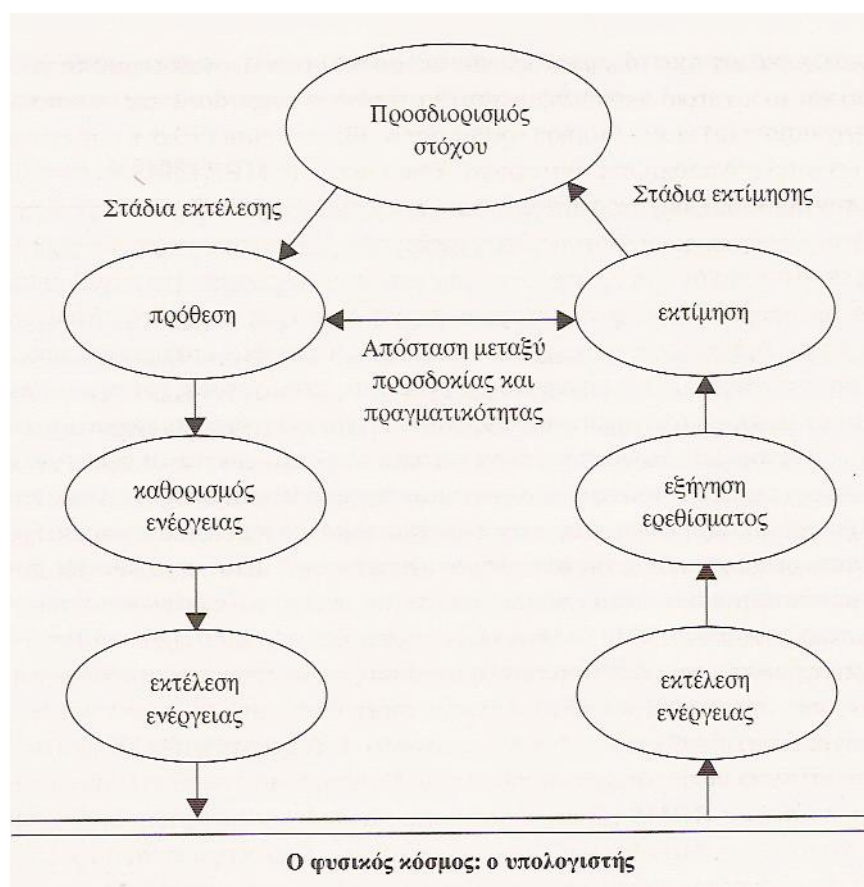 Προσδιορισμός
στόχου
Στάδια εκτέλεσης
Στάδια εκτίμησης
πρόθεση
εκτίμηση
Απόσταση μεταξύ
προσδοκίας και
πραγματικότητας
καθορισμός
ενέργειας
εξήγηση
ερεθίσματος
εκτέλεση
ενέργειας
εκτέλεση
ενέργειας
Ο φυσικός κόσμος: ο υπολογιστής